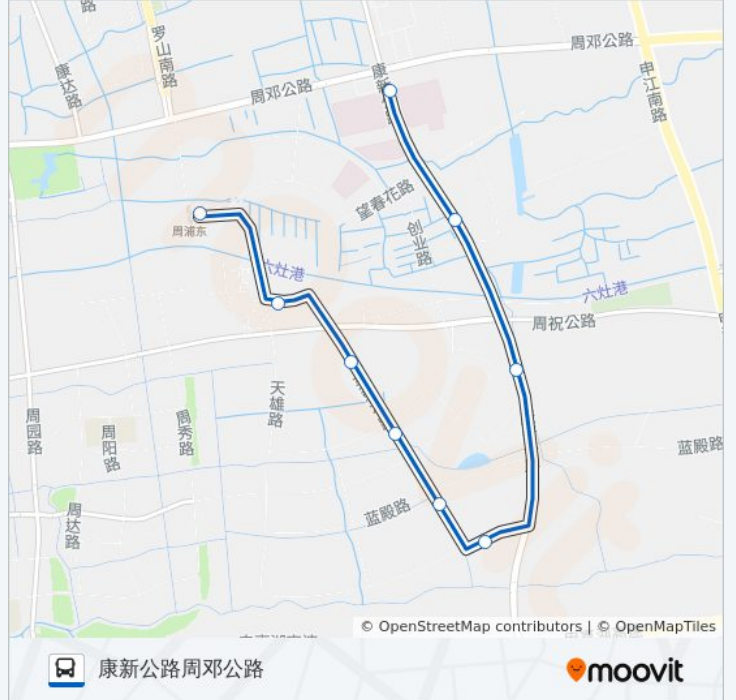 路
罗山南路
康达路
周邓公路
周邓公路
申江南路
望春花路
创业路
周浦东
六灶港
六灶港
周祝公路
天雄路
周园路
周秀路
周阳路
蓝殿路
蓝殿路
周达路
© OpenStreetMap contributors | © OpenMapTiles
康新公路周邓公路
moovit